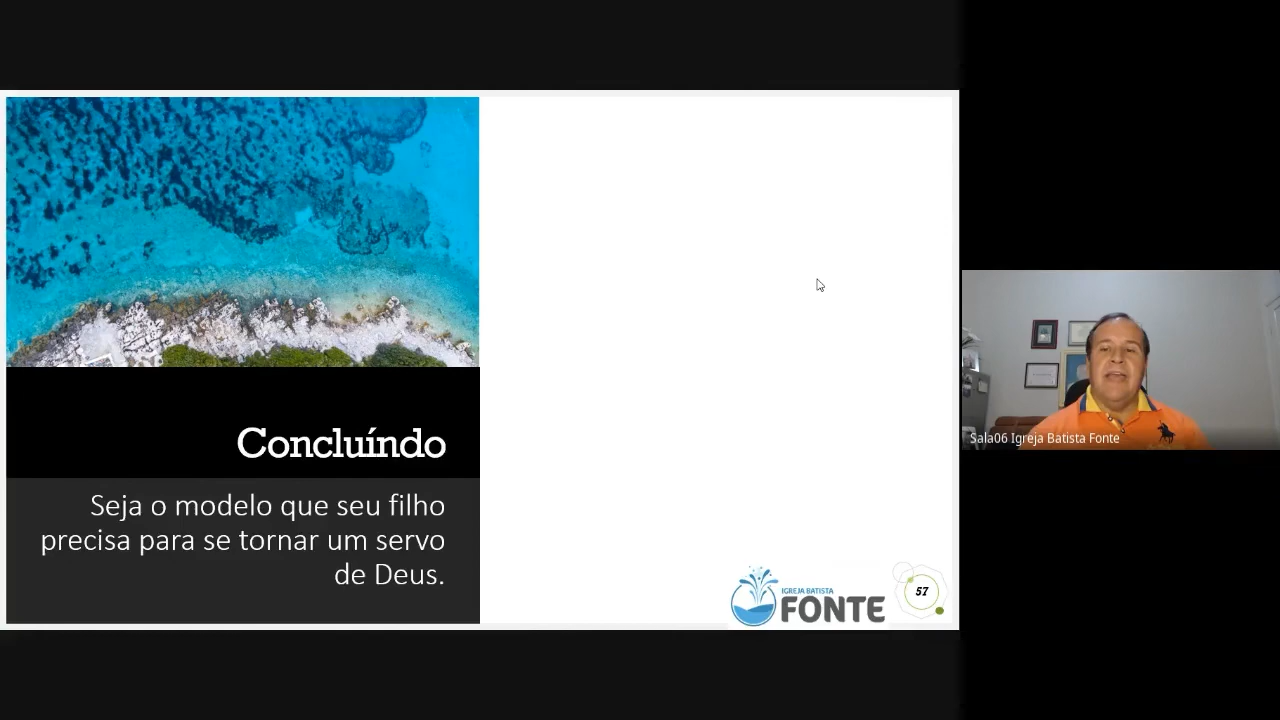 Concluíndo
Seja o modelo que seu filho
precisa para se tornar um servo
de Deus.
IGREJA BATISTA
FONTE
57
Sala06 Igreja Batista Fonte